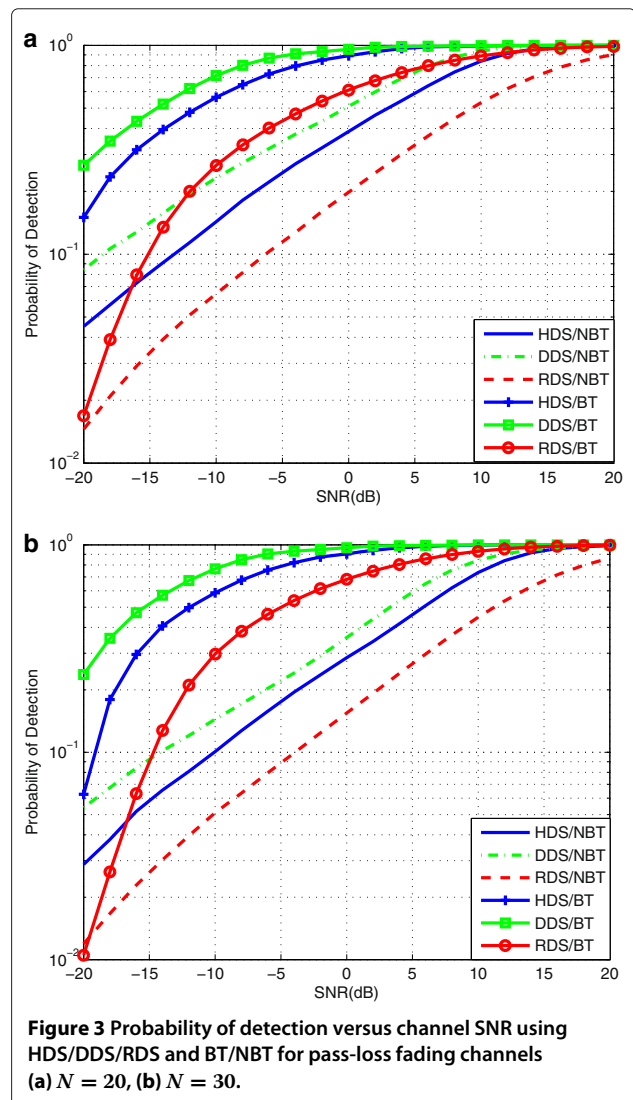 a
10^0
10^−1
10^−2
Probability of Detection
−20 −15 −10 −5 0 5 10 15 20
SNR(dB)
HDS/NBT
DDS/NBT
RDS/NBT
HDS/BT
DDS/BT
RDS/BT
b
10^0
10^−1
10^−2
Probability of Detection
−20 −15 −10 −5 0 5 10 15 20
SNR(dB)
HDS/NBT
DDS/NBT
RDS/NBT
HDS/BT
DDS/BT
RDS/BT
Figure 3 Probability of detection versus channel SNR using
HDS/DDS/RDS and BT/NBT for pass-loss fading channels
(a) N = 20, (b) N = 30.